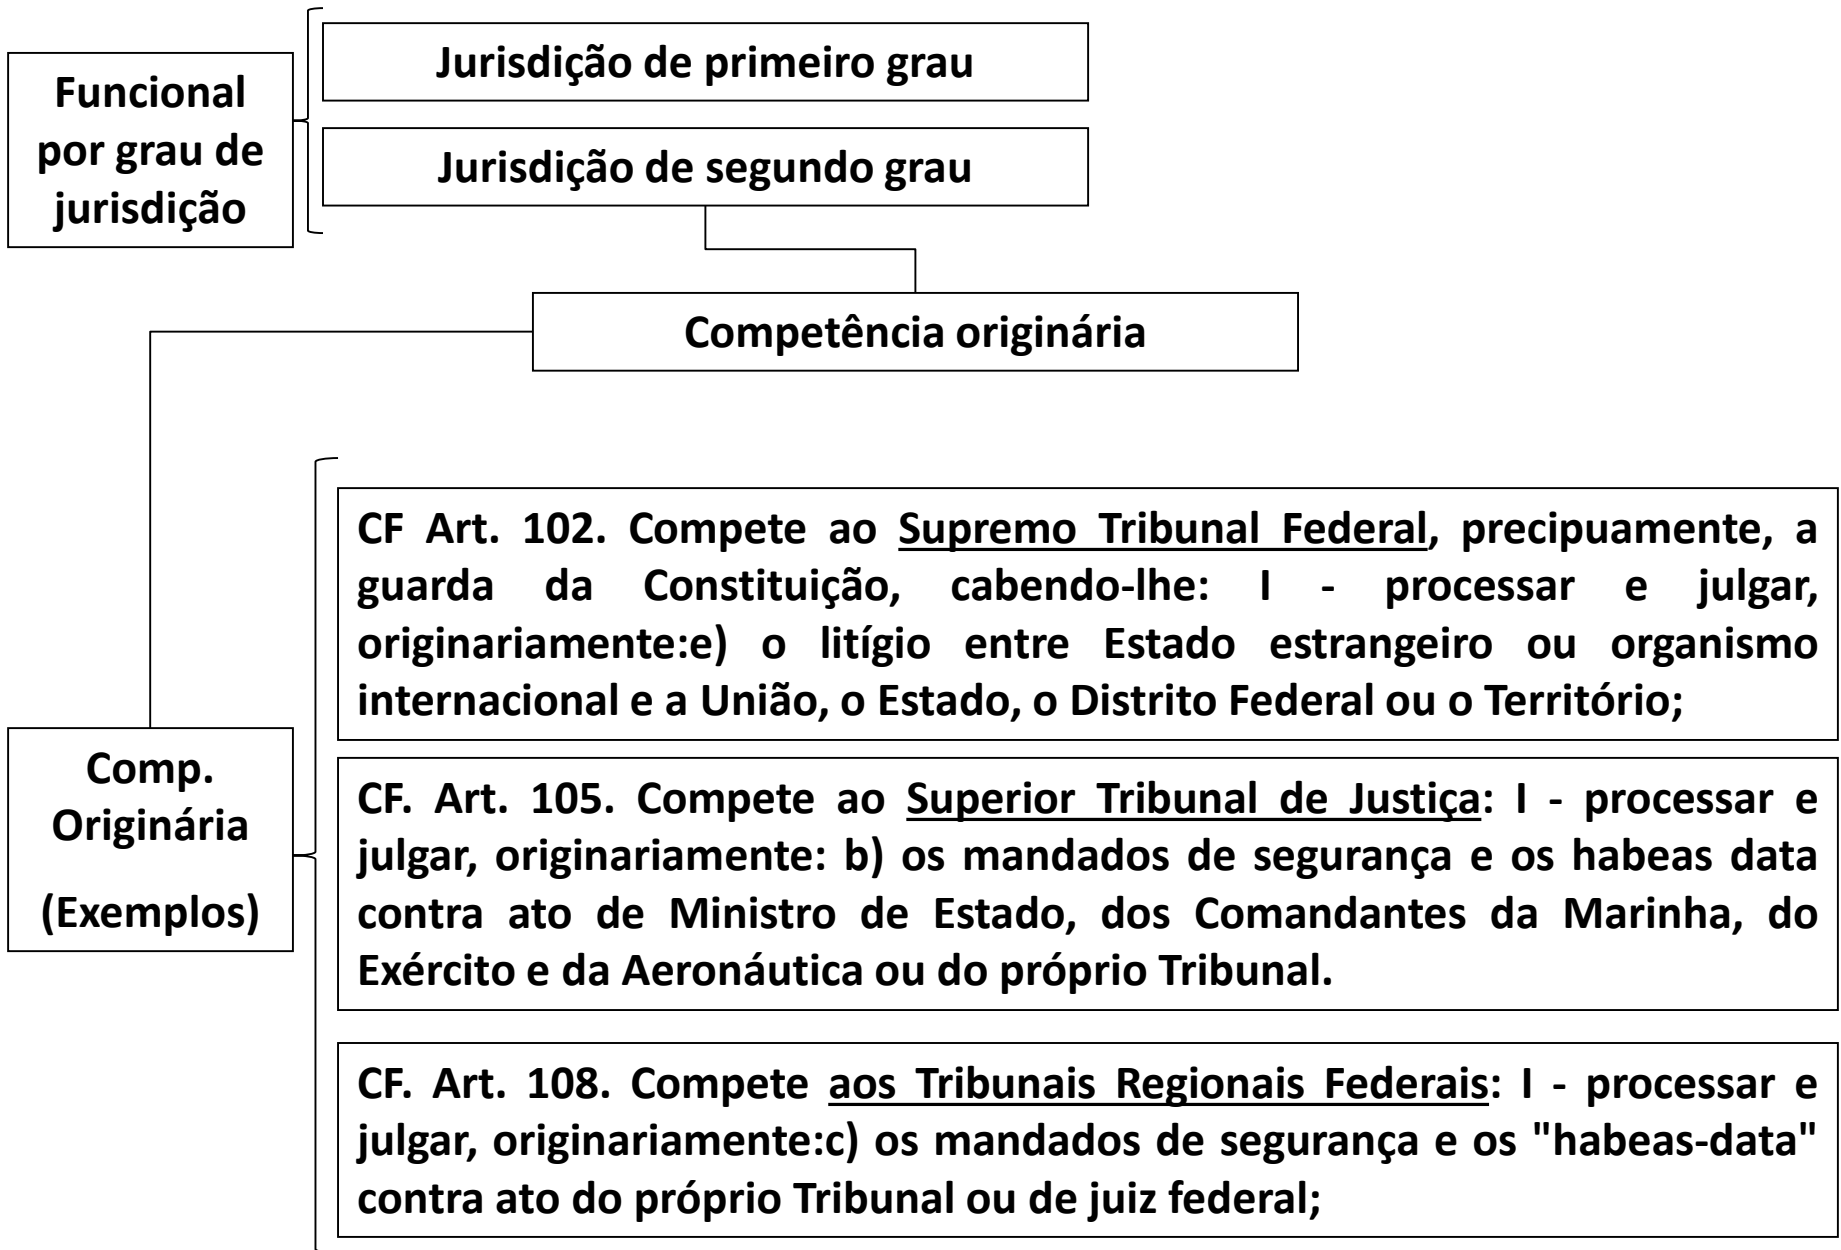 Funcional
por grau de
jurisdição
Jurisdição de primeiro grau
Jurisdição de segundo grau
Competência originária
Comp.
Originária
(Exemplos)
CF Art. 102. Compete ao Supremo Tribunal Federal, precipuamente, a
guarda da Constituição, cabendo-lhe: I - processar e julgar,
originariamente:e) o litígio entre Estado estrangeiro ou organismo
internacional e a União, o Estado, o Distrito Federal ou o Território;
CF. Art. 105. Compete ao Superior Tribunal de Justiça: I - processar e
julgar, originariamente: b) os mandados de segurança e os habeas data
contra ato de Ministro de Estado, dos Comandantes da Marinha, do
Exército e da Aeronáutica ou do próprio Tribunal.
CF. Art. 108. Compete aos Tribunais Regionais Federais: I - processar e
julgar, originariamente:c) os mandados de segurança e os "habeas-data"
contra ato do próprio Tribunal ou de juiz federal;